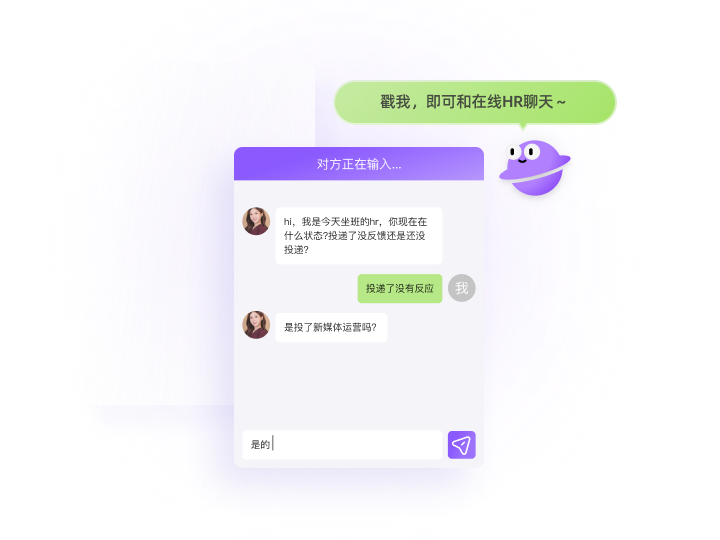 戳我，即可和在线HR聊天～
对方正在输入...
hi，我是今天坐班的hr，你现在在
什么状态?投递了没反馈还是还没
投递?
投递了没有反应
我
是投了新媒体运营吗?
是的